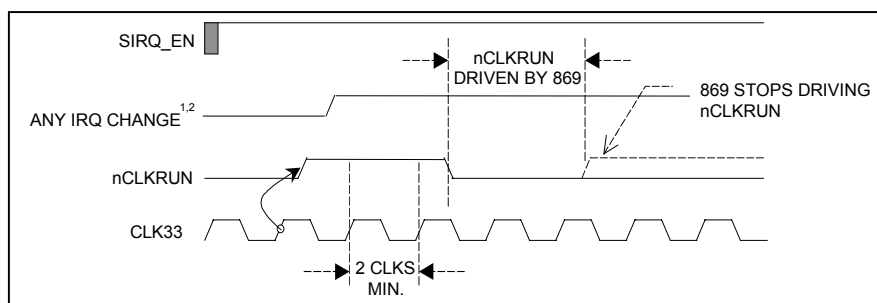 SIRQ_EN
nCLKRUN
DRIVEN BY 869
869 STOPS DRIVING
nCLKRUN
ANY IRQ CHANGE1,2
nCLKRUN
CLK33
2 CLKS
MIN.